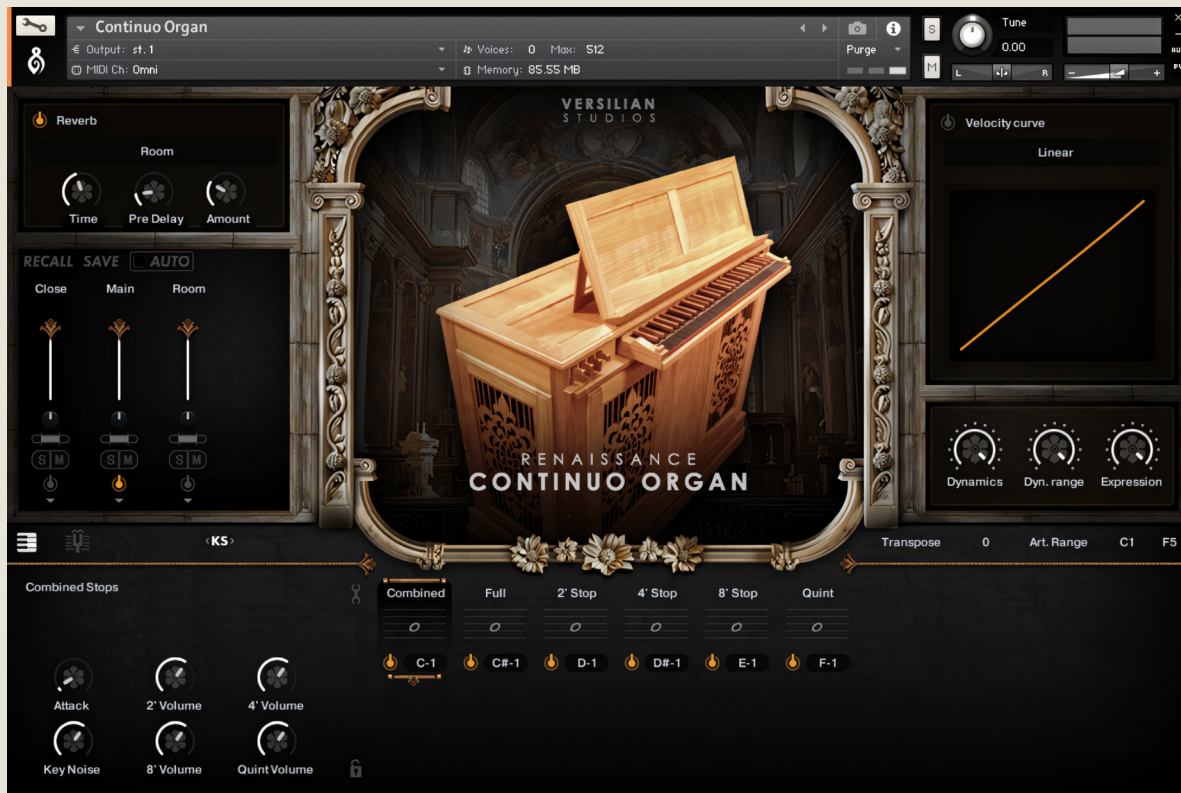 Continuo Organ
Output: st. 1
Voices: 0 Max: 512
Purge
MIDI Ch: Omni
Memory: 85.55 MB
S
M
Tune
0.00
L R
- +
VERSILIAN
STUDIOS
Reverb
Room
Time Pre Delay Amount
RECALL SAVE AUTO
Close Main Room
S M S M S M
Velocity curve
Linear
RENAISSANCE
CONTINUO ORGAN
Dynamics Dyn. range Expression
‹KS›
Transpose 0 Art. Range C1 F5
Combined Stops
Combined Full 2' Stop 4' Stop 8' Stop Quint
C-1 C#-1 D-1 D#-1 E-1 F-1
Attack 2' Volume 4' Volume
Key Noise 8' Volume Quint Volume